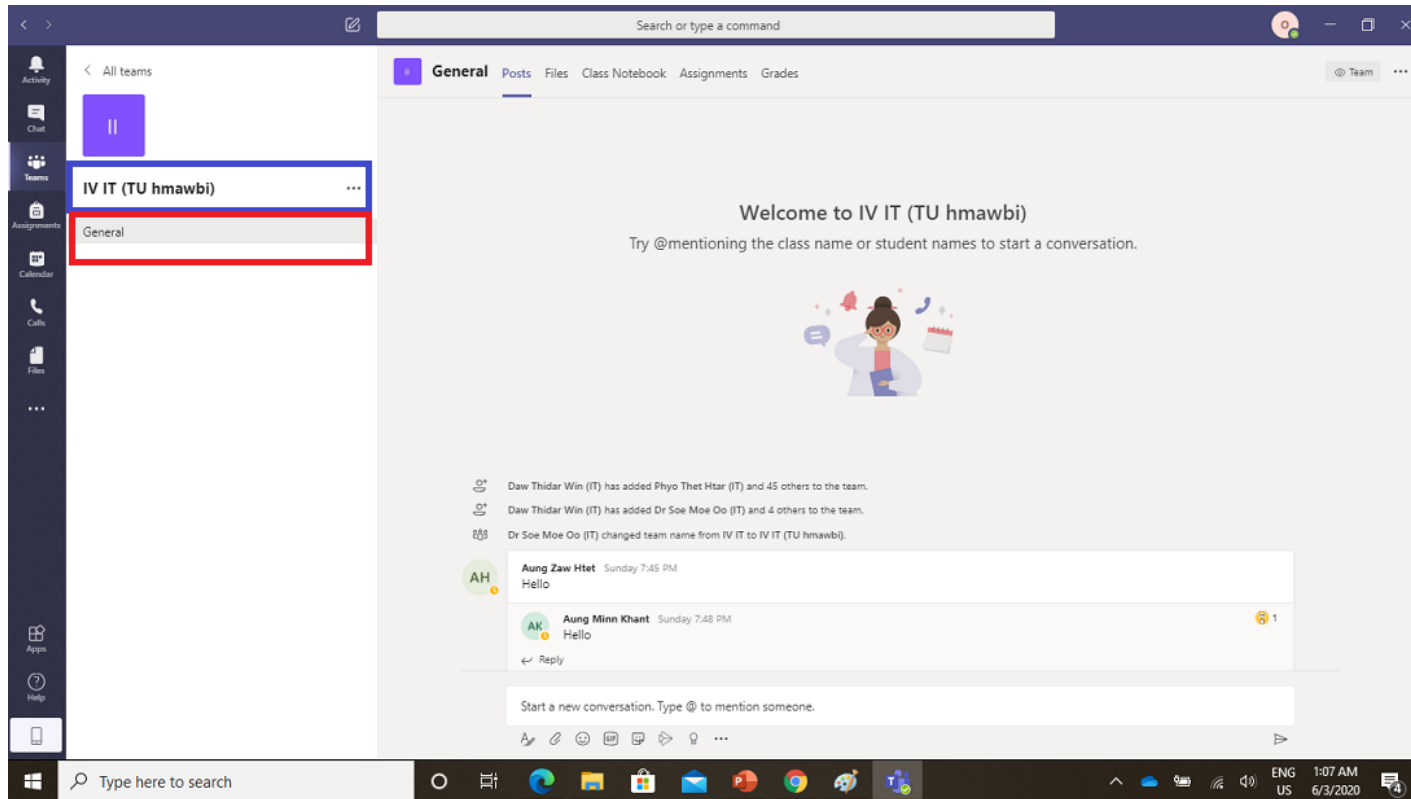 Search or type a command
O
Activity
Chat
Teams
Assignments
Calendar
Calls
Files
Apps
Help
All teams
II
IV IT (TU hmawbi)
General
II
General Posts Files Class Notebook Assignments Grades
Team
Welcome to IV IT (TU hmawbi)
Try @mentioning the class name or student names to start a conversation.
Daw Thidar Win (IT) has added Phyo Thet Htar (IT) and 45 others to the team.
Daw Thidar Win (IT) has added Dr Soe Moe Oo (IT) and 4 others to the team.
Dr Soe Moe Oo (IT) changed team name from IV IT to IV IT (TU hmawbi).
AH
Aung Zaw Htet Sunday 7:45 PM
Hello
AK
Aung Minn Khant Sunday 7:48 PM
1
Hello
Reply
Start a new conversation. Type @ to mention someone.
GIF
Type here to search
ENG
US
1:07 AM
6/3/2020
4